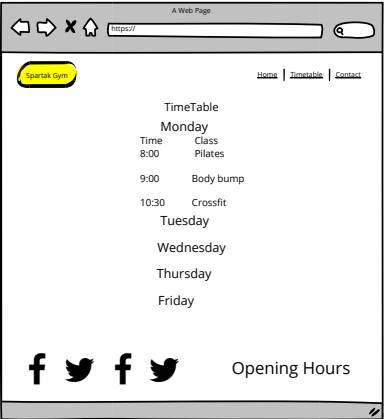 A Web Page
https://
Spartak Gym
Home | Timetable | Contact
TimeTable
Monday
Time Class
8:00 Pilates
9:00 Body bump
10:30 Crossfit
Tuesday
Wednesday
Thursday
Friday
Opening Hours